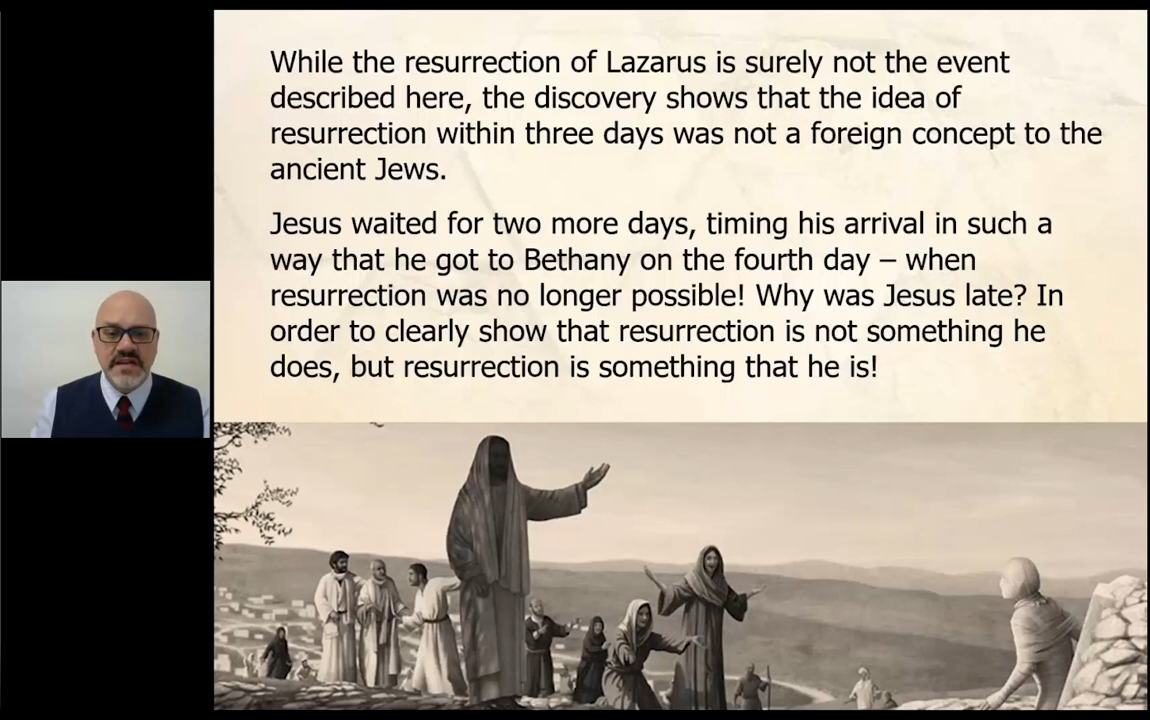 While the resurrection of Lazarus is surely not the event
described here, the discovery shows that the idea of
resurrection within three days was not a foreign concept to the
ancient Jews.
Jesus waited for two more days, timing his arrival in such a
way that he got to Bethany on the fourth day – when
resurrection was no longer possible! Why was Jesus late? In
order to clearly show that resurrection is not something he
does, but resurrection is something that he is!